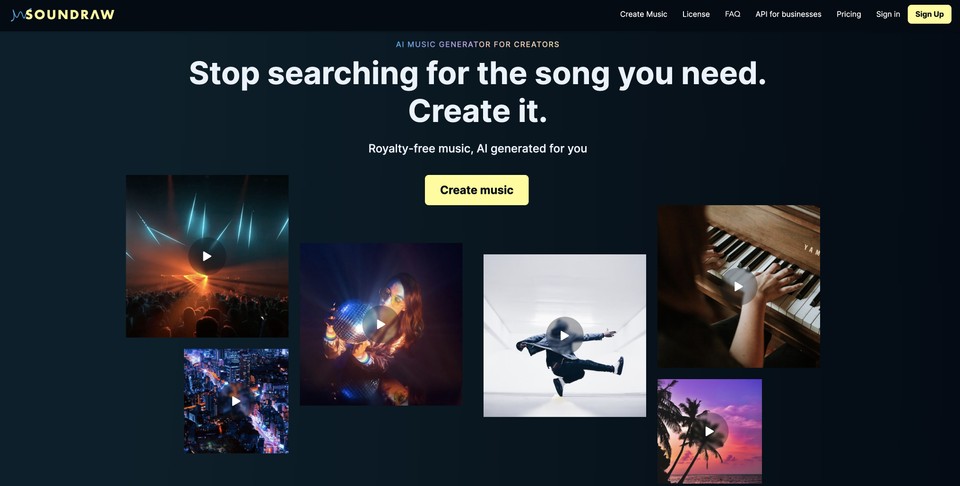 SOUNDRAW
Create Music
License
FAQ
API for businesses
Pricing
Sign in
Sign Up
AI MUSIC GENERATOR FOR CREATORS
Stop searching for the song you need.
Create it.
Royalty-free music, AI generated for you
Create music
YAM